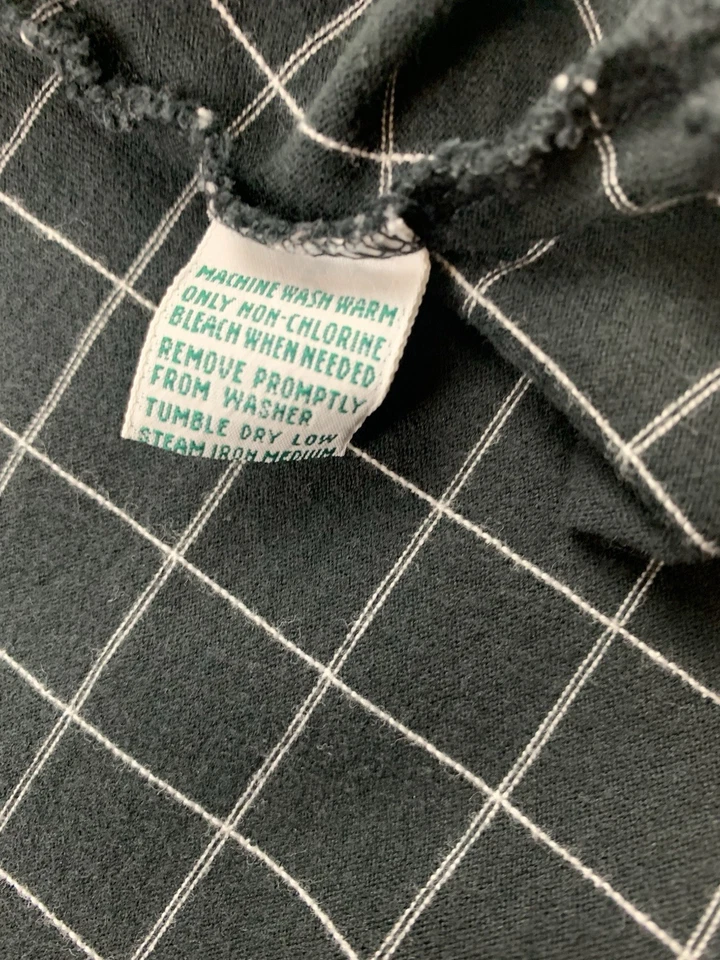 MACHINE WASH WARM
ONLY NON-CHLORINE
BLEACH WHEN NEEDED
REMOVE PROMPTLY
FROM WASHER
TUMBLE DRY LOW
STEAM IRON MEDIUM